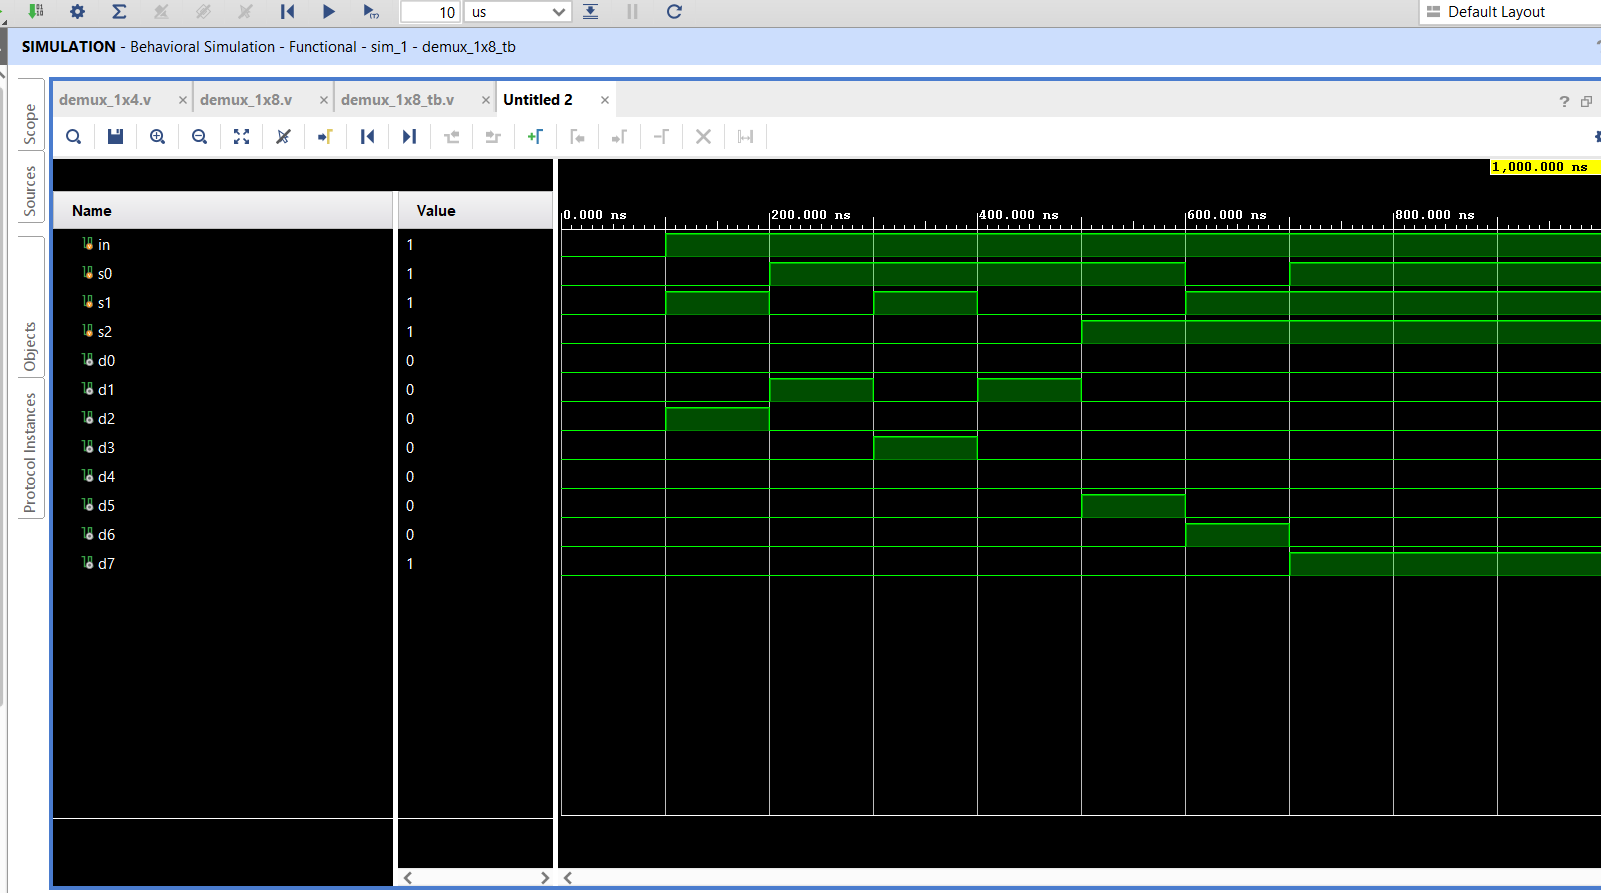 10 us
Default Layout
SIMULATION - Behavioral Simulation - Functional - sim_1 - demux_1x8_tb
demux_1x4.v × demux_1x8.v × demux_1x8_tb.v × Untitled 2 ×
Scope
Sources
Objects
Protocol Instances
1,000.000 ns
Name Value
0.000 ns 200.000 ns 400.000 ns 600.000 ns 800.000 ns
in 1
s0 1
s1 1
s2 1
d0 0
d1 0
d2 0
d3 0
d4 0
d5 0
d6 0
d7 1